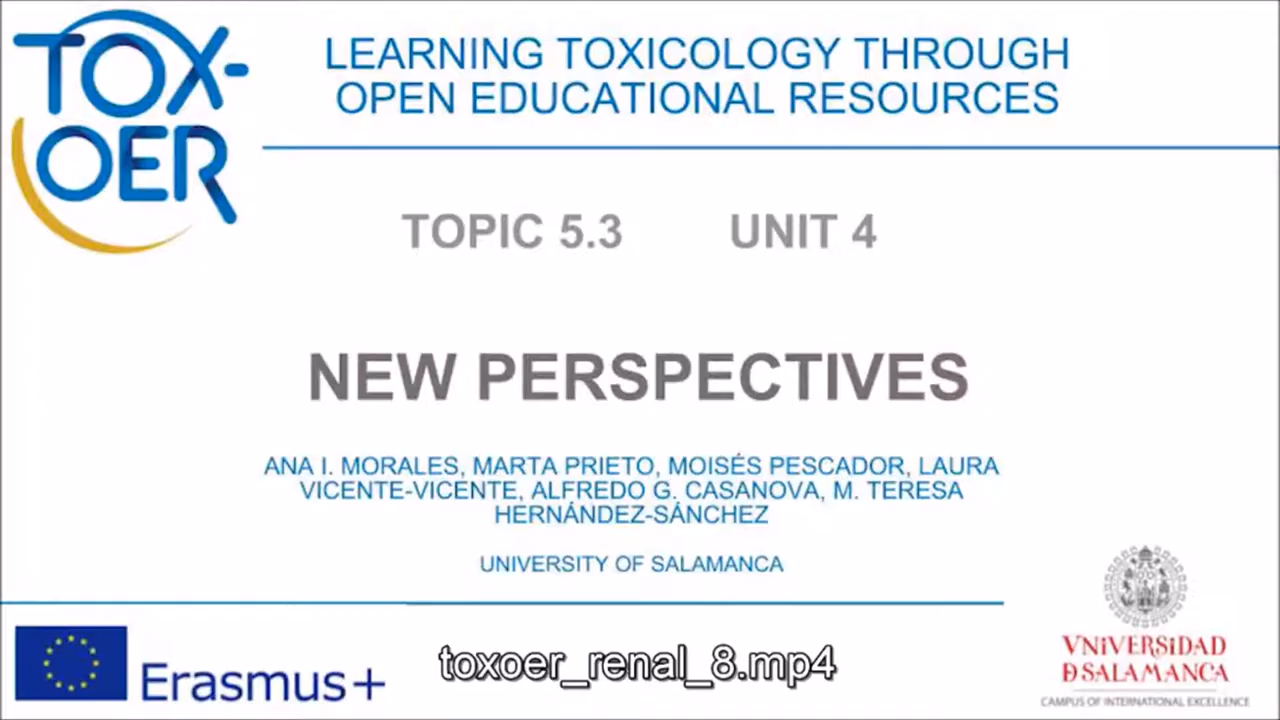 TOX-
OER
LEARNING TOXICOLOGY THROUGH
OPEN EDUCATIONAL RESOURCES
TOPIC 5.3 UNIT 4
NEW PERSPECTIVES
ANA I. MORALES, MARTA PRIETO, MOISÉS PESCADOR, LAURA
VICENTE-VICENTE, ALFREDO G. CASANOVA, M. TERESA
HERNÁNDEZ-SÁNCHEZ
UNIVERSITY OF SALAMANCA
Erasmus+
toxoer_renal_8.mp4
VNiVERSiDAD
D SALAMANCA
CAMPUS OF INTERNATIONAL EXCELLENCE